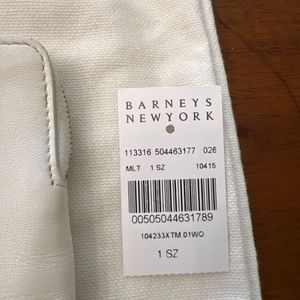 BARNEYS
NEWYORK
113316 504463177 026
MLT 1 SZ 10415
00505044631789
104233XTM.01WO
1 SZ